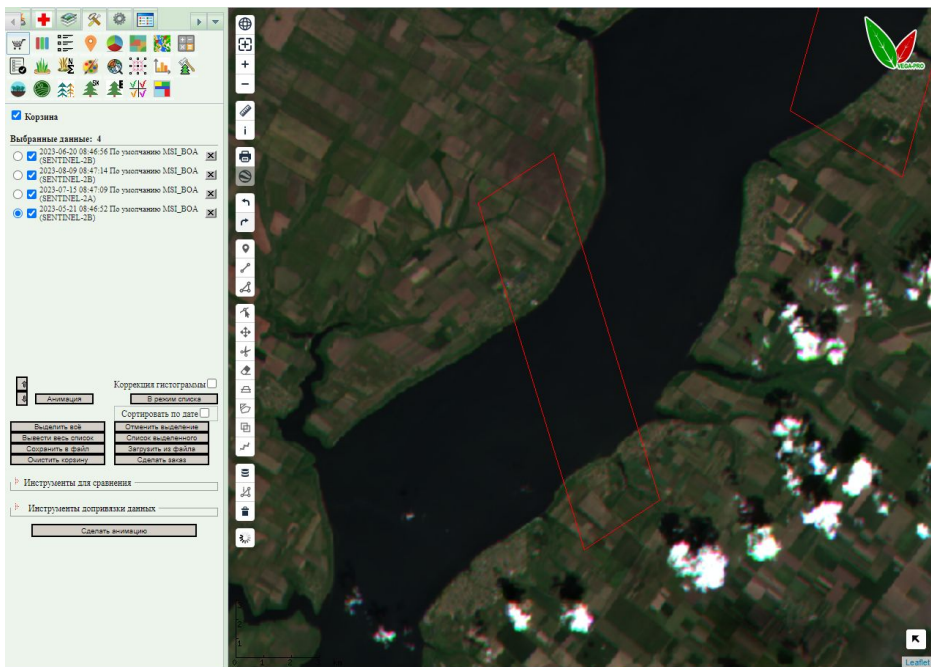 VEGA-PRO
Корзина
Выбранные данные: 4
2023-06-20 08:46:56 По умолчанию MSI_BOA
(SENTINEL-2B)
2023-08-09 08:47:14 По умолчанию MSI_BOA
(SENTINEL-2B)
2023-07-15 08:47:09 По умолчанию MSI_BOA
(SENTINEL-2A)
2023-05-21 08:46:52 По умолчанию MSI_BOA
(SENTINEL-2B)
Коррекция гистограммы
Анимация
В режим списка
Сортировать по дате
Выделить всё
Отменить выделение
Вывести весь список
Список выделенного
Сохранить в файл
Загрузить из файла
Очистить корзину
Сделать заказ
Инструменты для сравнения
Инструменты допривязки данных
Сделать анимацию
Leaflet